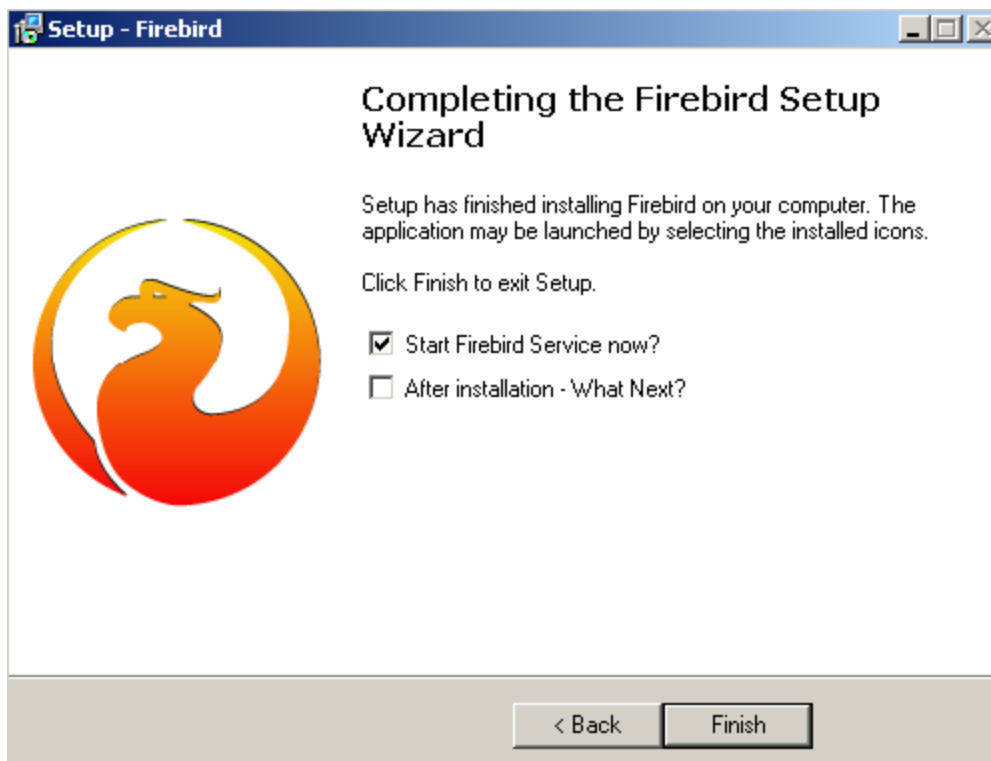 Setup - Firebird
Completing the Firebird Setup
Wizard
Setup has finished installing Firebird on your computer. The
application may be launched by selecting the installed icons.
Click Finish to exit Setup.
Start Firebird Service now?
After installation - What Next?
< Back
Finish